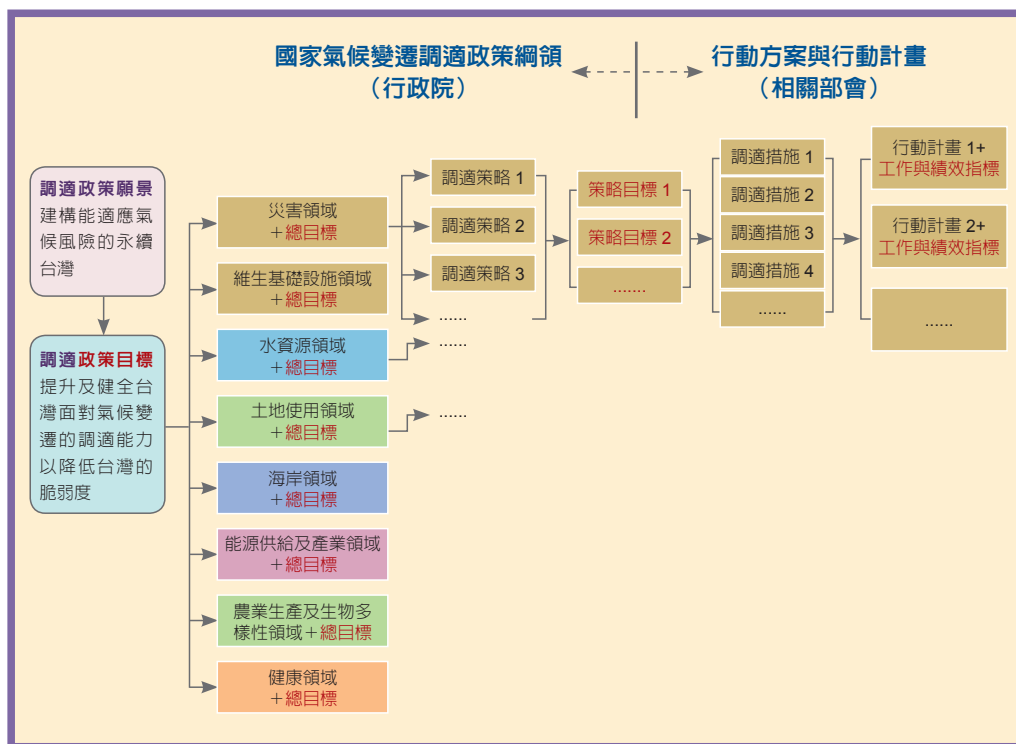 國家氣候變遷調適政策綱領
（行政院）
行動方案與行動計畫
（相關部會）
調適政策願景
建構能適應氣
候風險的永續
台灣
調適政策目標
提升及健全台
灣面對氣候變
遷的調適能力
以降低台灣的
脆弱度
災害領域
＋總目標
維生基礎設施領域
＋總目標
水資源領域
＋總目標
土地使用領域
＋總目標
海岸領域
＋總目標
能源供給及產業領域
＋總目標
農業生產及生物多
樣性領域＋總目標
健康領域
＋總目標
調適策略 1
調適策略 2
調適策略 3
......
......
......
策略目標 1
策略目標 2
.......
調適措施 1
調適措施 2
調適措施 3
調適措施 4
......
行動計畫 1+
工作與績效指標
行動計畫 2+
工作與績效指標
......